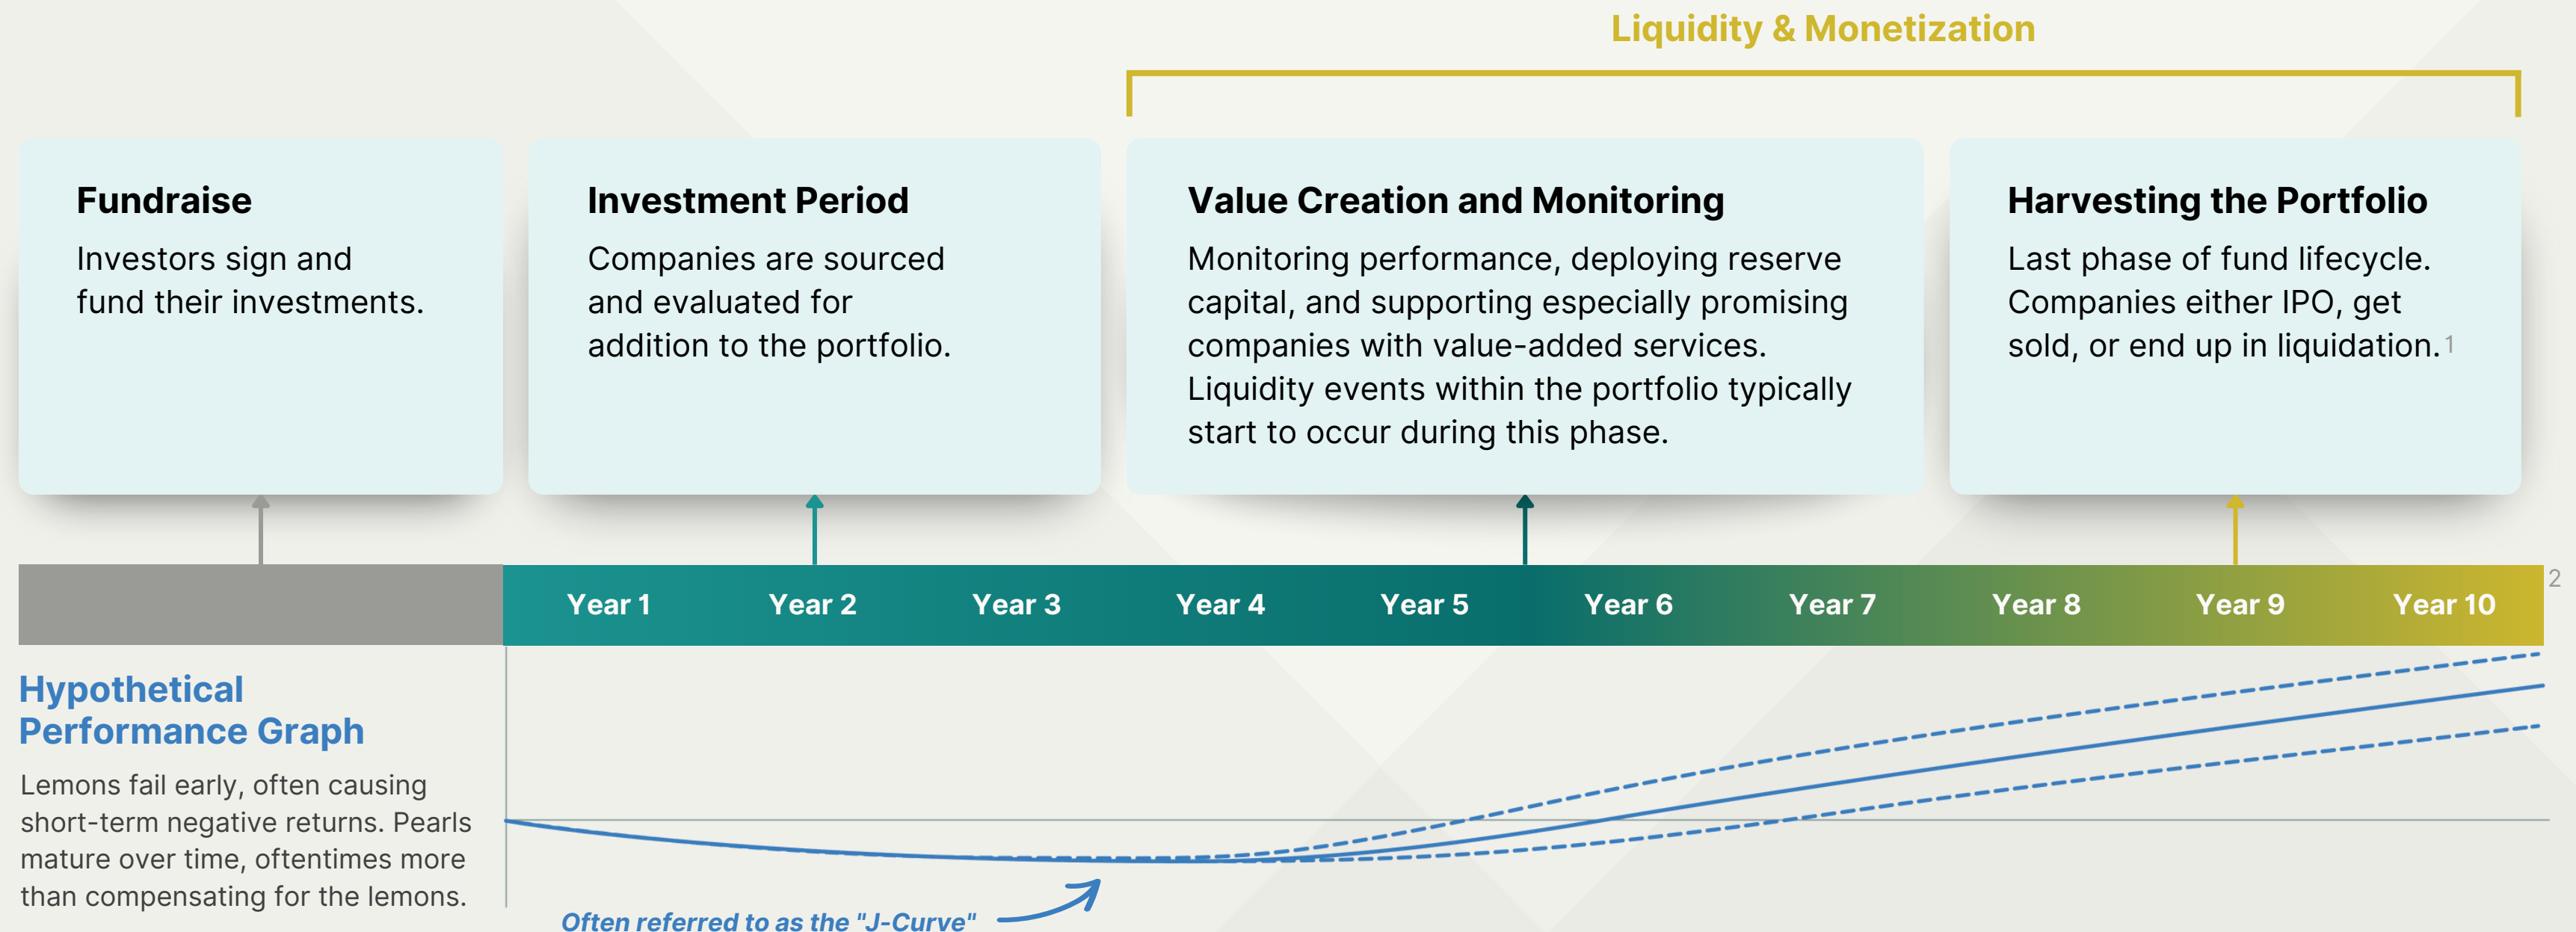 Liquidity & Monetization
Fundraise
Investors sign and
fund their investments.
Investment Period
Companies are sourced
and evaluated for
addition to the portfolio.
Value Creation and Monitoring
Monitoring performance, deploying reserve
capital, and supporting especially promising
companies with value-added services.
Liquidity events within the portfolio typically
start to occur during this phase.
Harvesting the Portfolio
Last phase of fund lifecycle.
Companies either IPO, get
sold, or end up in liquidation.1
Year 1 Year 2 Year 3 Year 4 Year 5 Year 6 Year 7 Year 8 Year 9 Year 10 2
Hypothetical
Performance Graph
Lemons fail early, often causing
short-term negative returns. Pearls
mature over time, oftentimes more
than compensating for the lemons.
Often referred to as the "J-Curve"